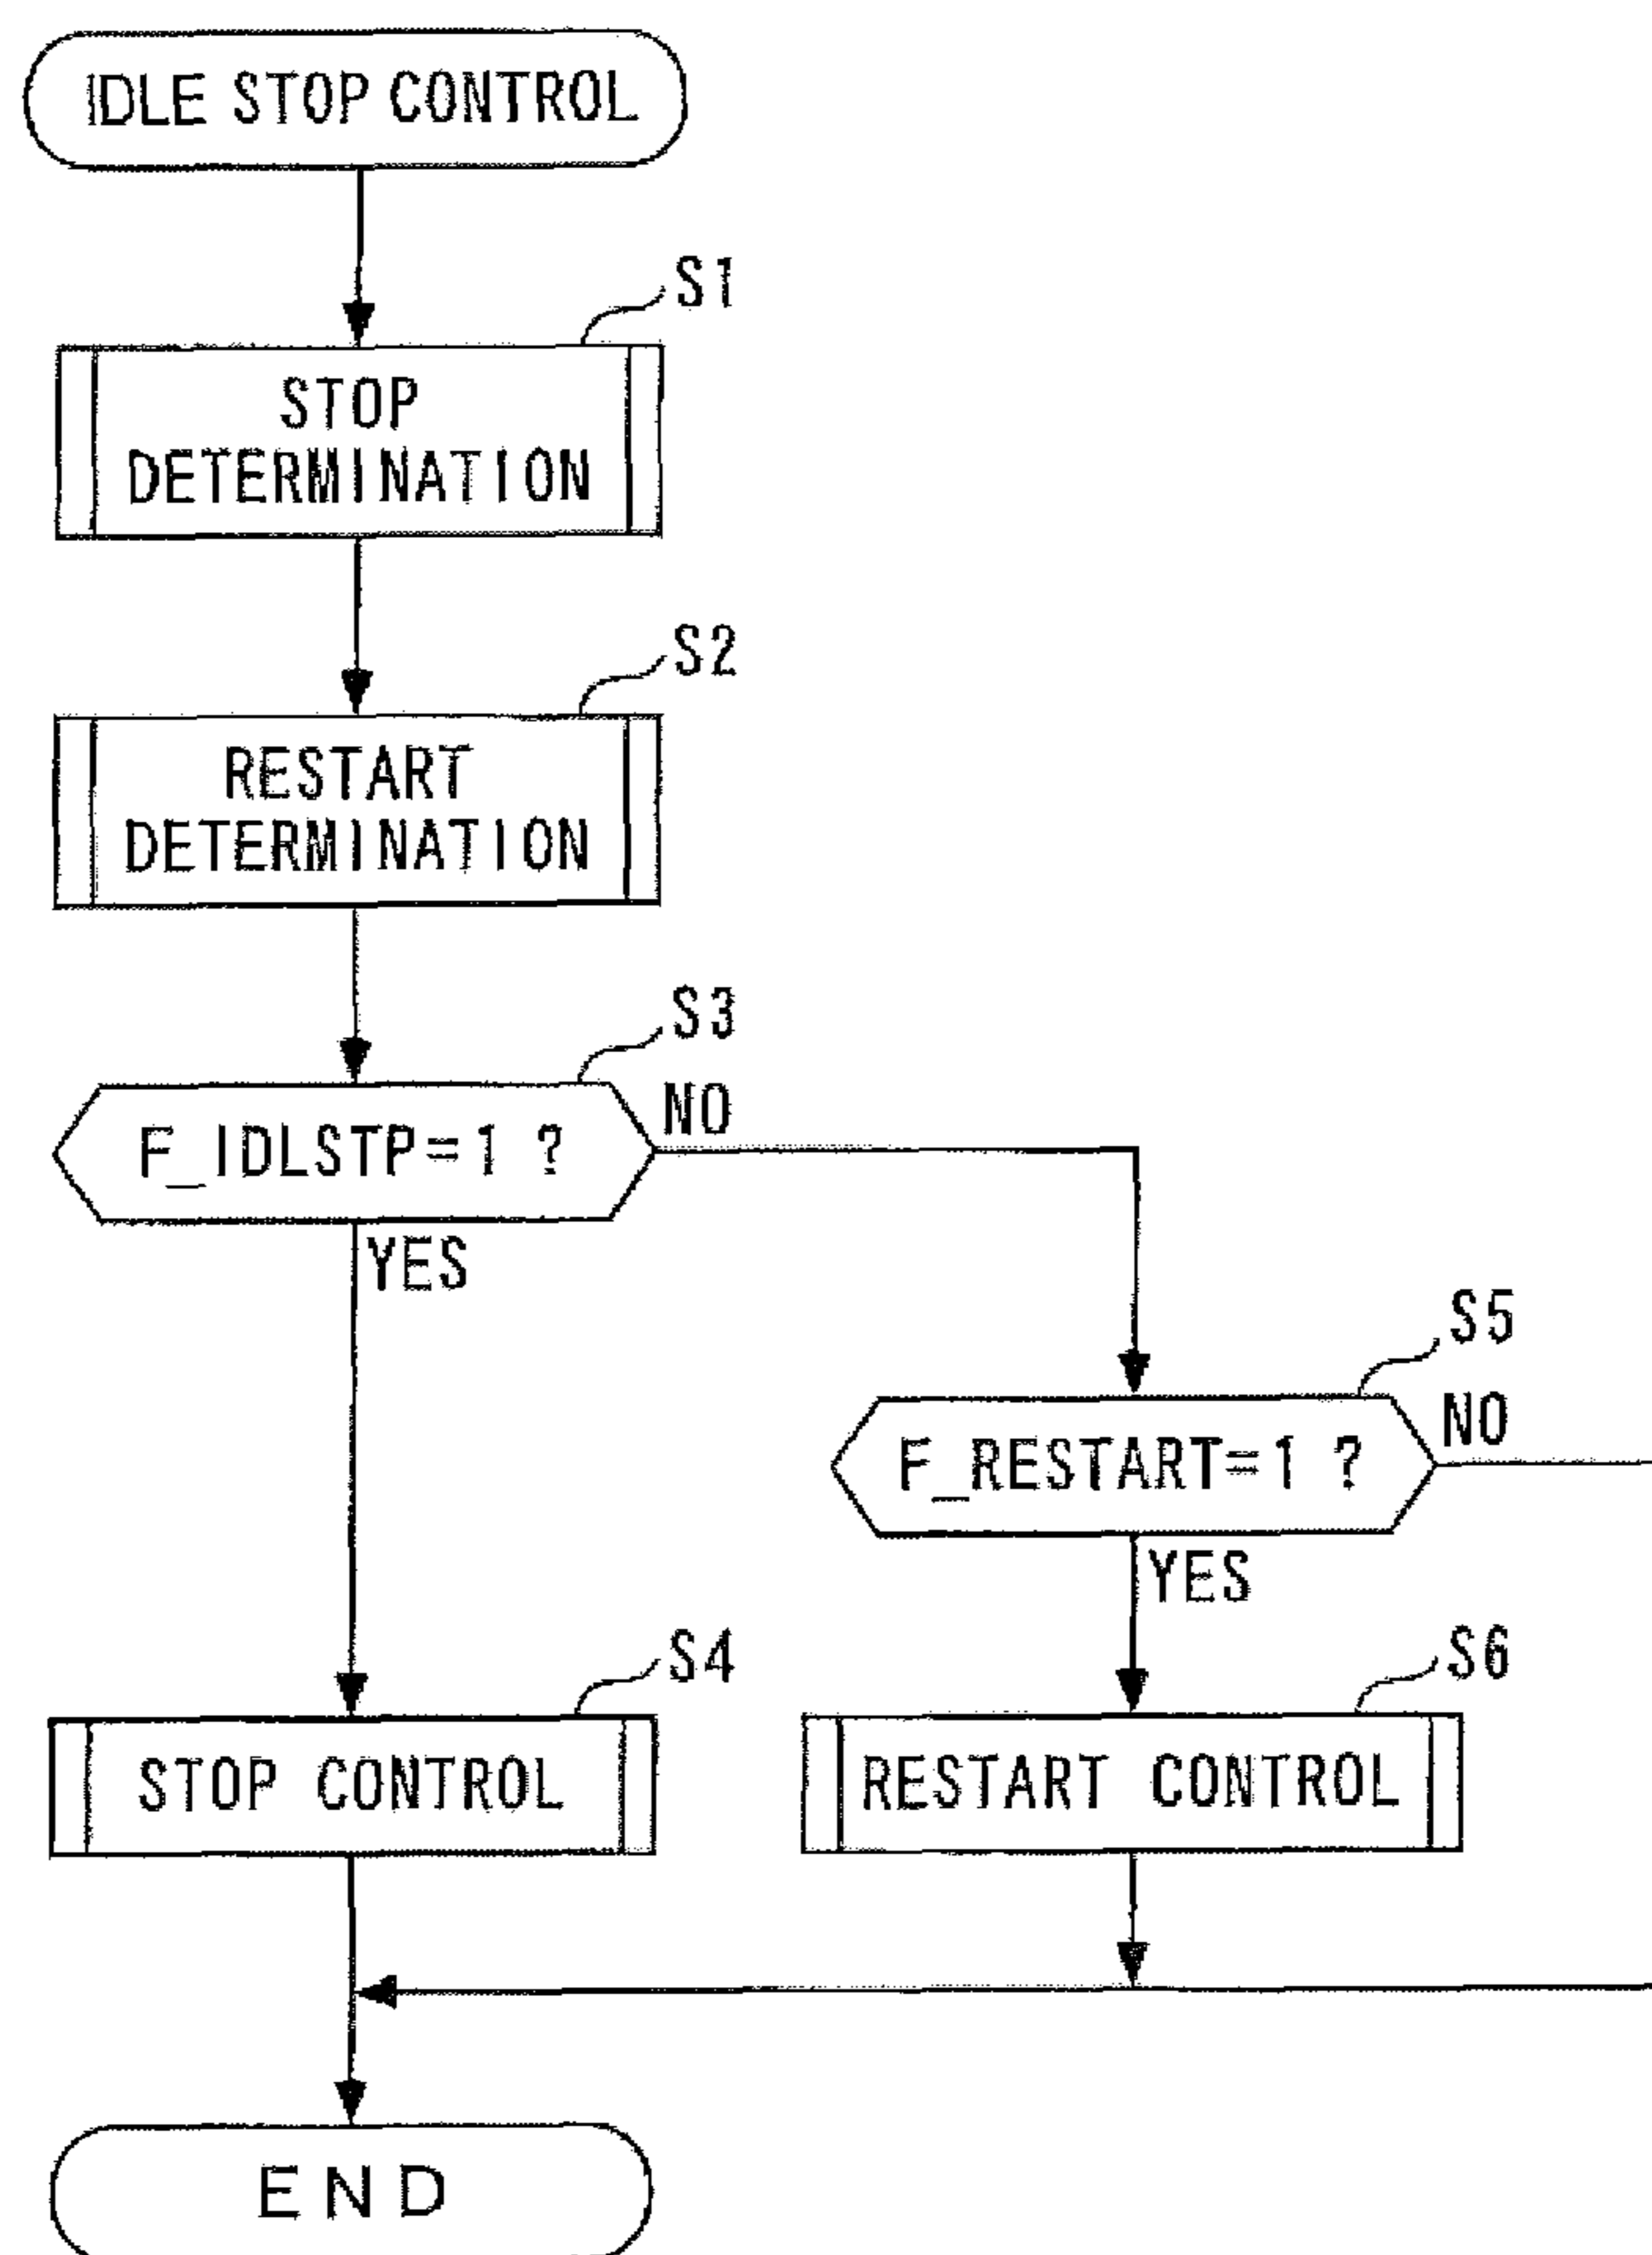 IDLE STOP CONTROL
S1
STOP
DETERMINATION
S2
RESTART
DETERMINATION
S3
F_IDLSTP=1 ?
NO
YES
S5
F_RESTART=1 ?
NO
YES
S4
STOP CONTROL
S6
RESTART CONTROL
END